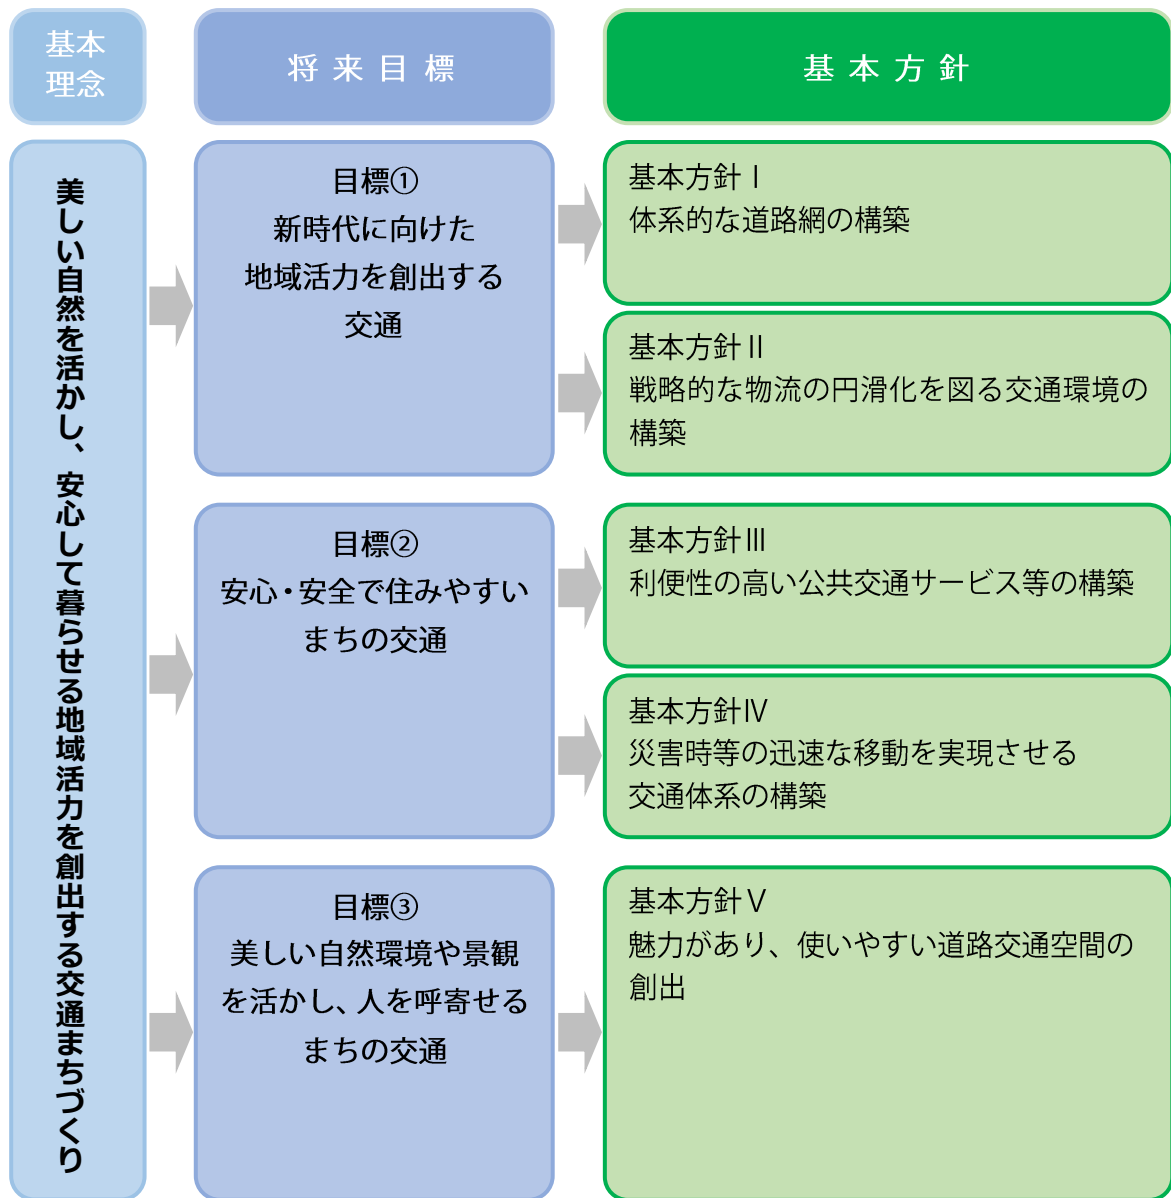 基本
理念
将来目標
基本方針
美しい自然を活かし、安心して暮らせる地域活力を創出する交通まちづくり
目標①
新時代に向けた
地域活力を創出する
交通
基本方針Ⅰ
体系的な道路網の構築
基本方針Ⅱ
戦略的な物流の円滑化を図る交通環境の
構築
目標②
安心・安全で住みやすい
まちの交通
基本方針Ⅲ
利便性の高い公共交通サービス等の構築
基本方針Ⅳ
災害時等の迅速な移動を実現させる
交通体系の構築
目標③
美しい自然環境や景観
を活かし、人を呼寄せる
まちの交通
基本方針Ⅴ
魅力があり、使いやすい道路交通空間の
創出